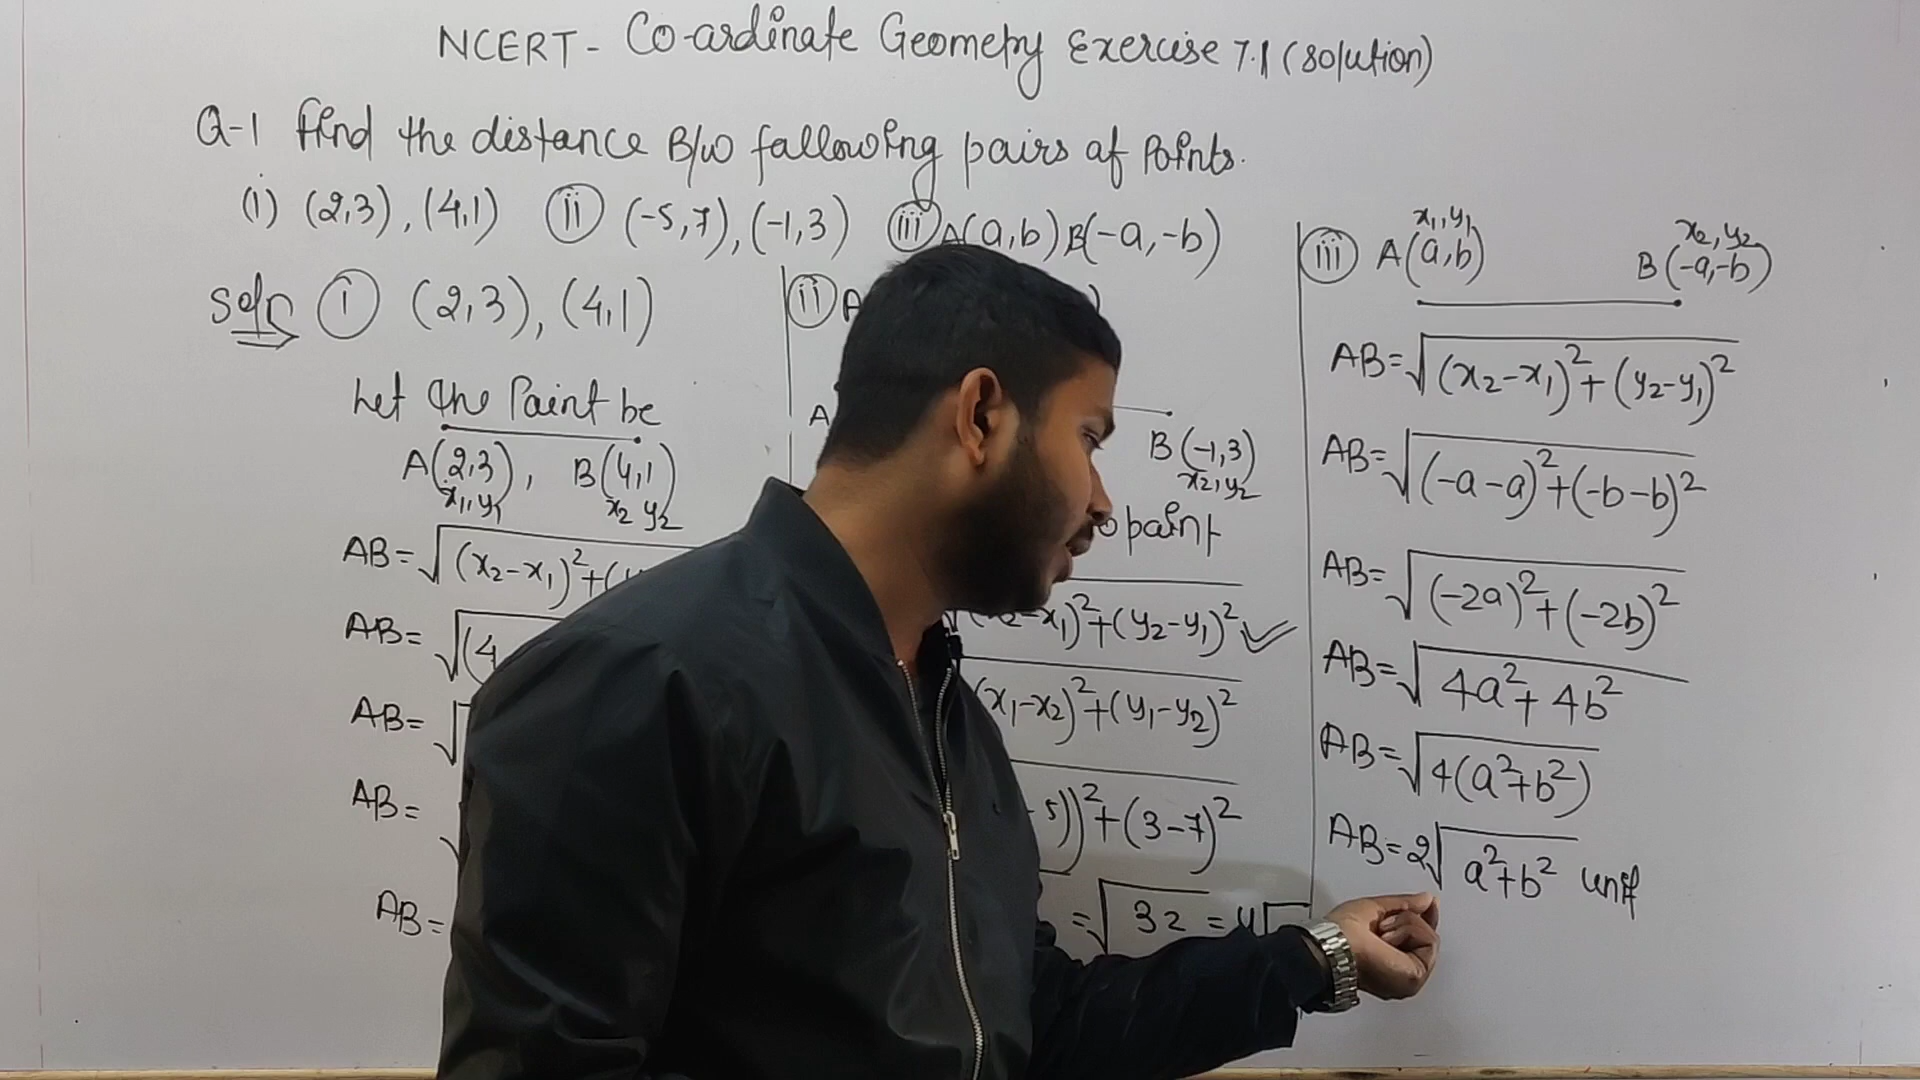 NCERT - Co-ardinate Geometry Exercise 7.1 (solution)
Q-1 Find the distance B/w fallowing pairs af Points.
(i) (2,3), (4,1) (ii) (-5,7), (-1,3) (iii) A(a,b) B(-a,-b)
Soln (i) (2,3), (4,1)
Let the Paint be
A(2,3), B(4,1)
x₁,y₁ x₂ y₂
AB=√(x₂-x₁)²+(
AB= √(4
AB= √
AB=
AB=
(ii) A
A
B(-1,3)
x₂,y₂
paint
-x₁)²+(y₂-y₁)² ✓
(x₁-x₂)²+(y₁-y₂)²
5))²+(3-7)²
=√32 = 4√
x₁,y₁ x₂,y₂
(iii) A(a,b) B(-a,-b)
AB=√(x₂-x₁)²+(y₂-y₁)²
AB=√(-a-a)²+(-b-b)²
AB=√(-2a)²+(-2b)²
AB=√4a²+4b²
AB=√4(a²+b²)
AB=2√a²+b² unit